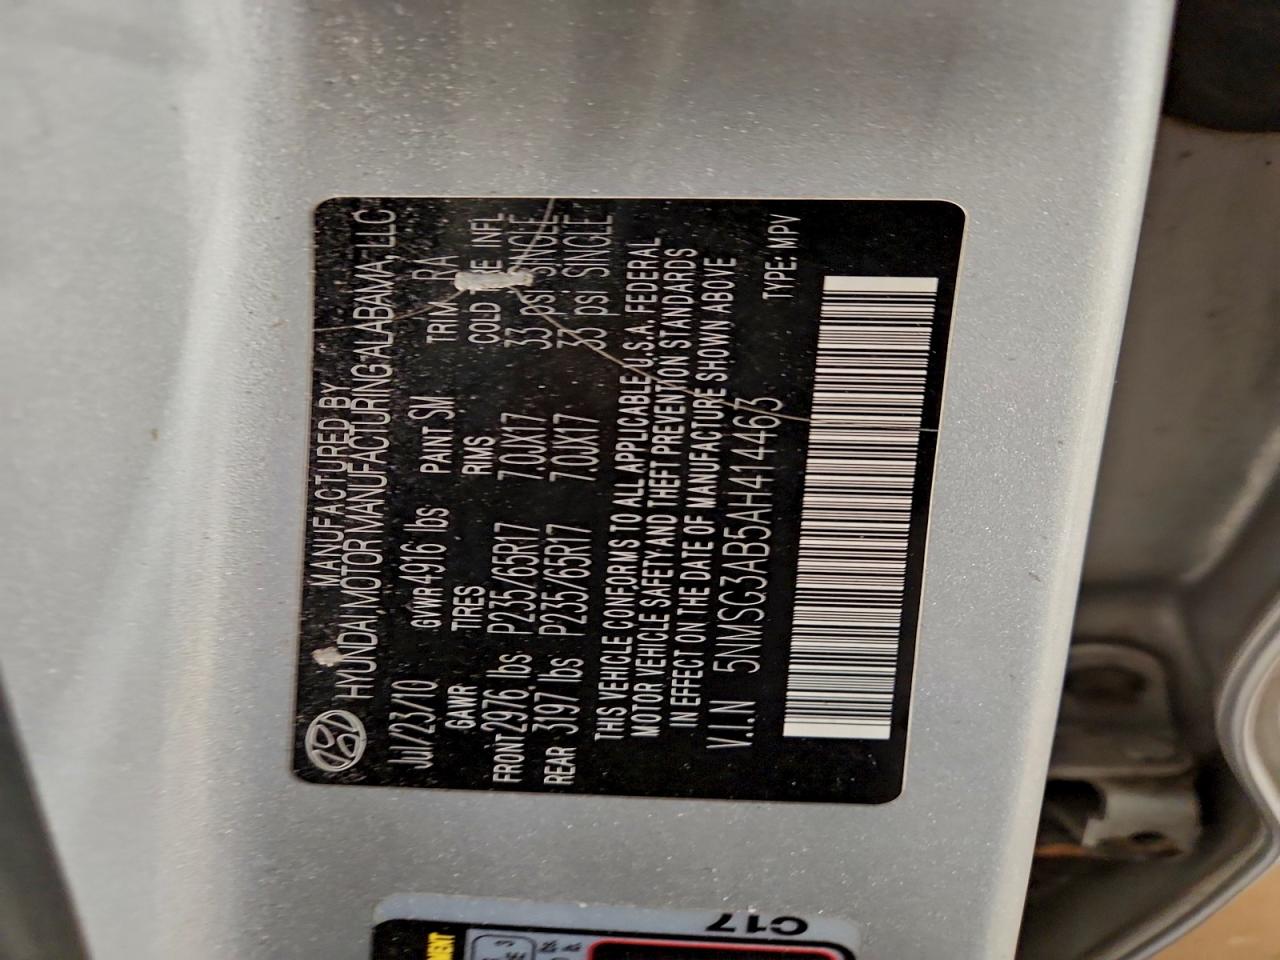 MANUFACTURED BY
HYUNDAI MOTOR MANUFACTURING ALABAMA, LLC
JUl/23/10 GVWR 4916 lbs PAINT SM TRIM RA
GAWR TIRES RIMS COLD INFL
FRONT 2976 lbs P235/65R17 7.0JX17 33 psi SINGLE
REAR 3197 lbs P235/65R17 7.0JX17 33 psi SINGLE
THIS VEHICLE CONFORMS TO ALL APPLICABLE U.S.A. FEDERAL
MOTOR VEHICLE SAFETY AND THEFT PREVENTION STANDARDS
IN EFFECT ON THE DATE OF MANUFACTURE SHOWN ABOVE
V.I.N 5NMSG3AB5AH414463 TYPE: MPV
C17